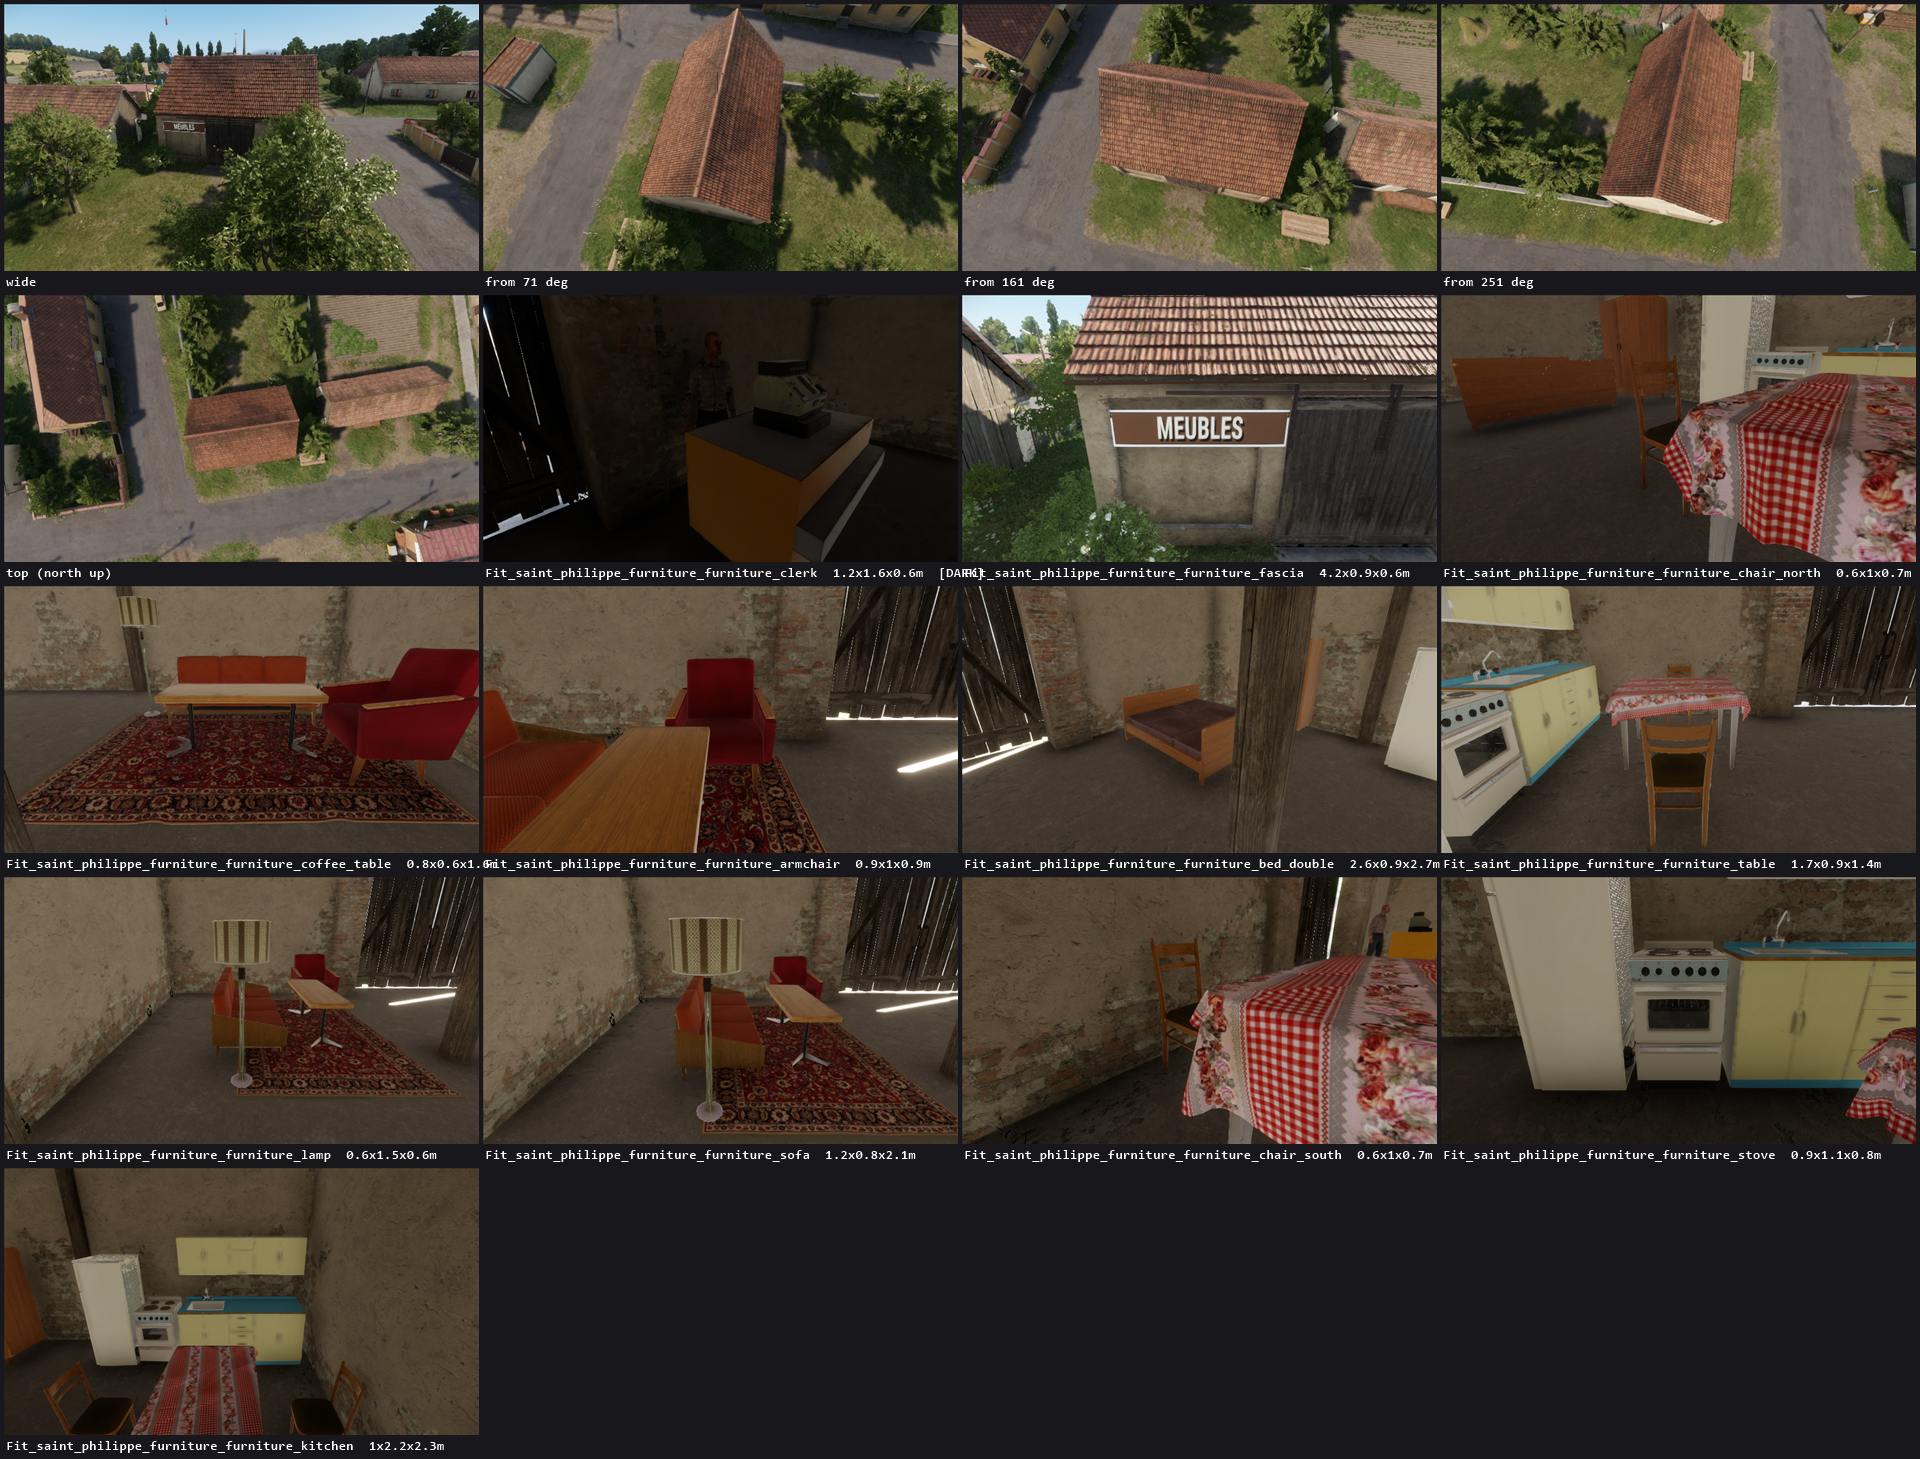 MEUBLES
wide
from 71 deg
from 161 deg
from 251 deg
MEUBLES
top (north up)
Fit_saint_philippe_furniture_furniture_clerk 1.2x1.6x0.6m [DARK]
Fit_saint_philippe_furniture_furniture_fascia 4.2x0.9x0.6m
Fit_saint_philippe_furniture_furniture_chair_north 0.6x1x0.7m
Fit_saint_philippe_furniture_furniture_coffee_table 0.8x0.6x1.6m
Fit_saint_philippe_furniture_furniture_armchair 0.9x1x0.9m
Fit_saint_philippe_furniture_furniture_bed_double 2.6x0.9x2.7m
Fit_saint_philippe_furniture_furniture_table 1.7x0.9x1.4m
Fit_saint_philippe_furniture_furniture_lamp 0.6x1.5x0.6m
Fit_saint_philippe_furniture_furniture_sofa 1.2x0.8x2.1m
Fit_saint_philippe_furniture_furniture_chair_south 0.6x1x0.7m
Fit_saint_philippe_furniture_furniture_stove 0.9x1.1x0.8m
Fit_saint_philippe_furniture_furniture_kitchen 1x2.2x2.3m